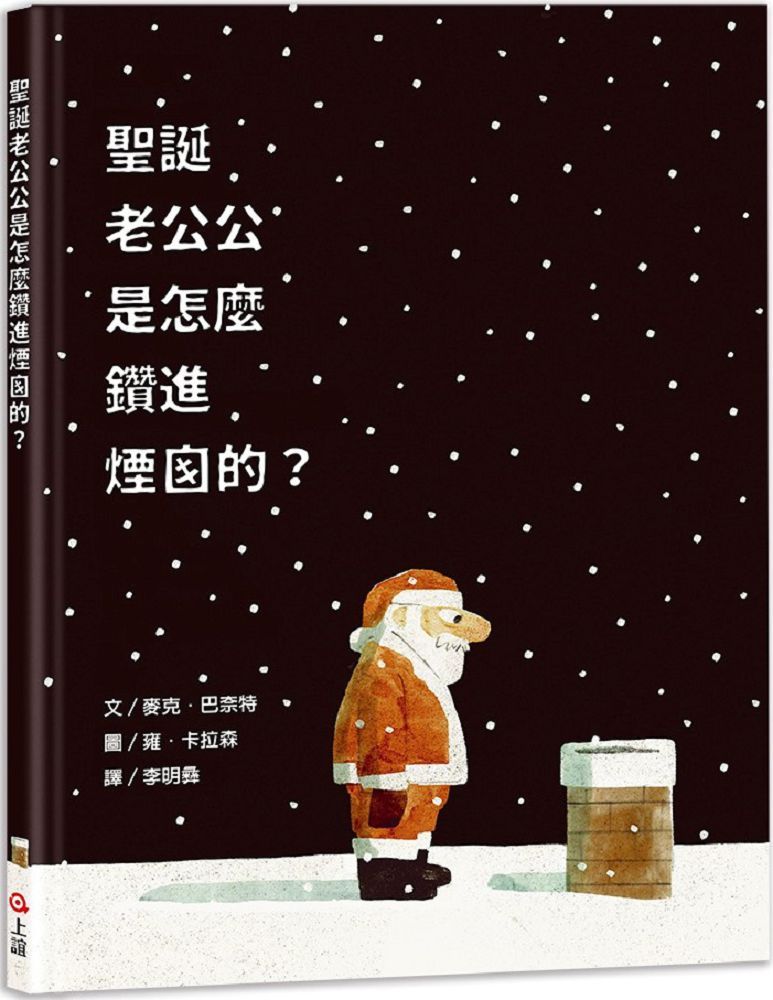 聖誕
老公公
是怎麼
鑽進
煙囪的？
文/麥克·巴奈特
圖/雍·卡拉森
譯/李明彝
聖誕老公公是怎麼鑽進煙囪的？
上誼